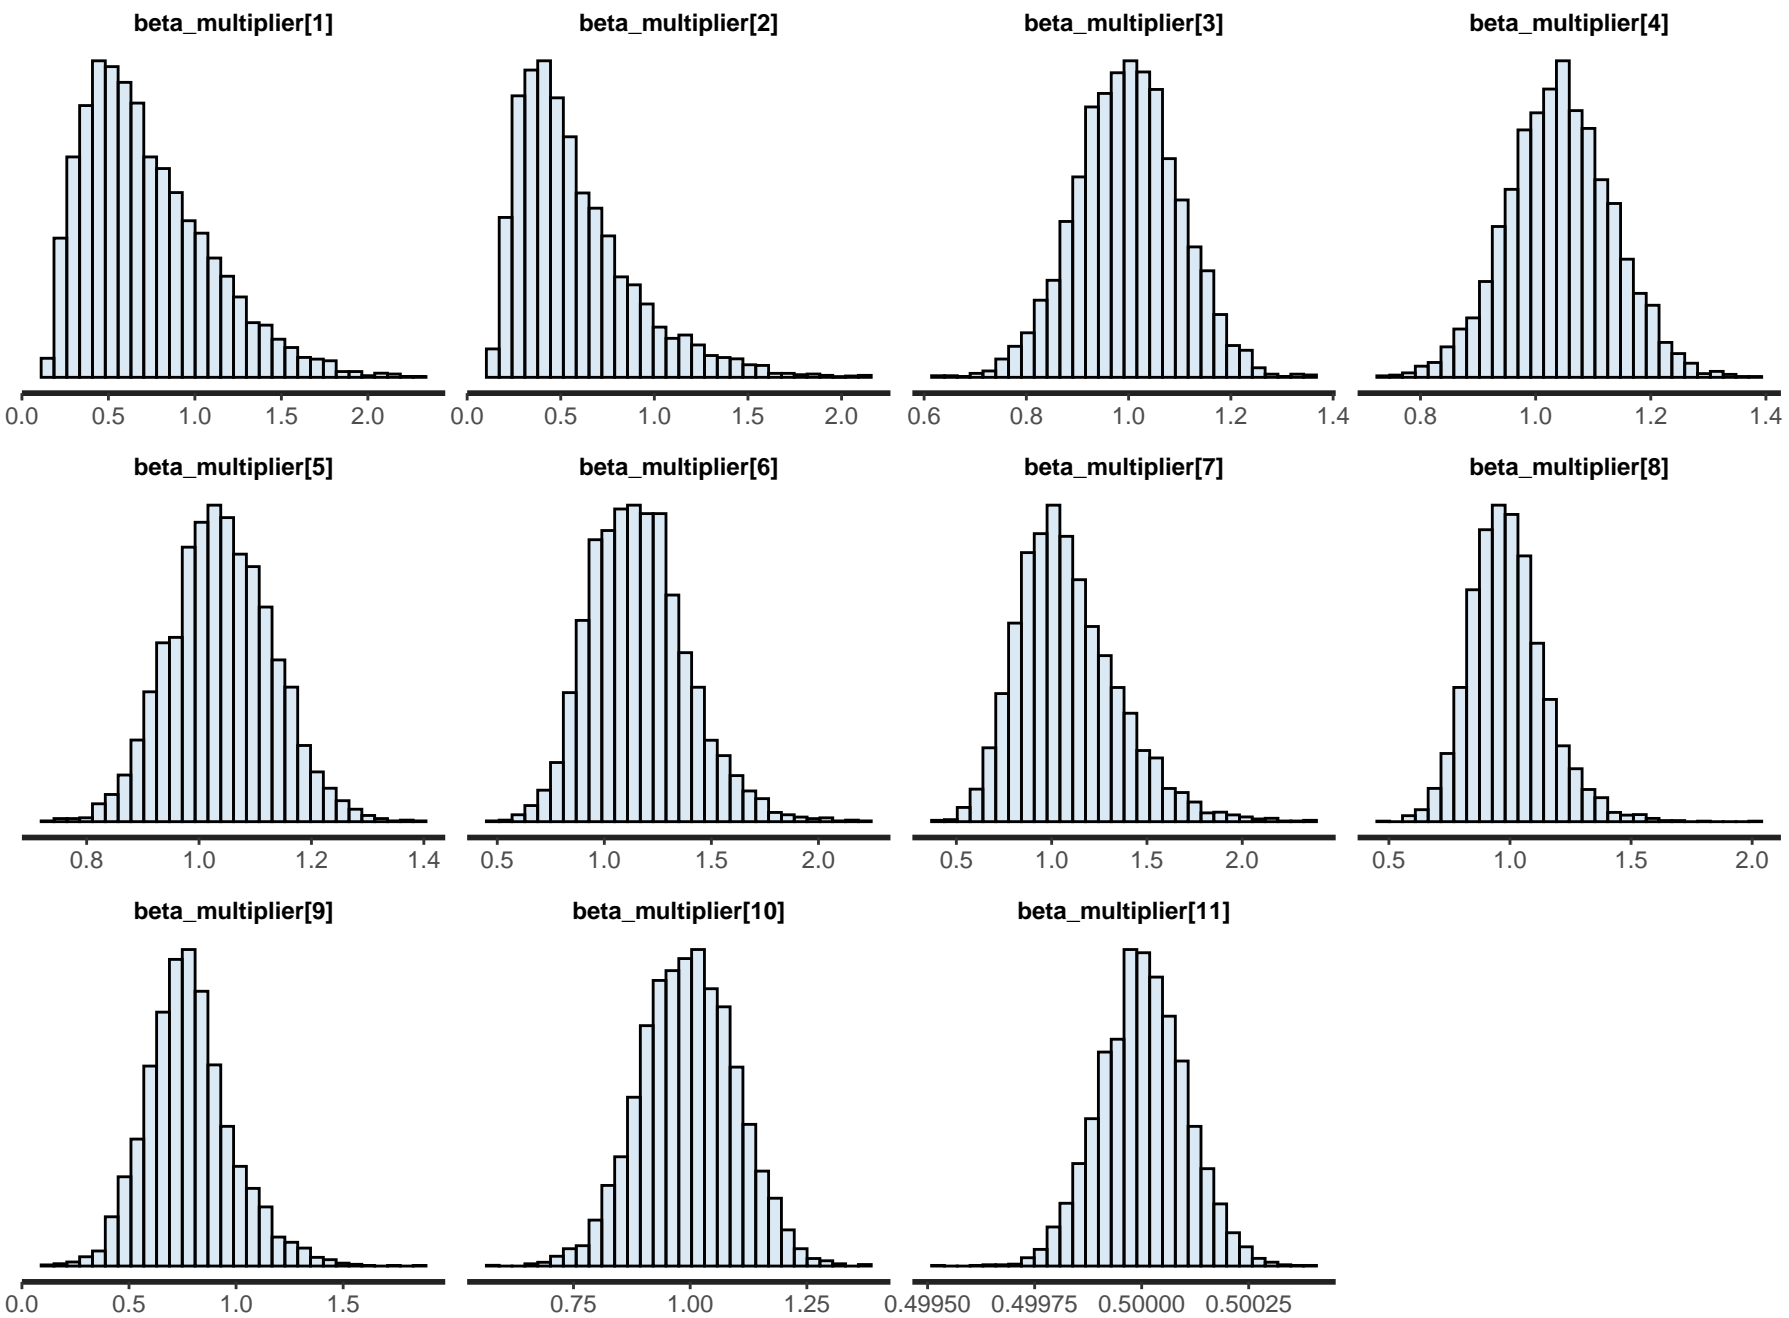 beta_multiplier[1] beta_multiplier[2] beta_multiplier[3] beta_multiplier[4]
0.0 0.5 1.0 1.5 2.0 0.0 0.5 1.0 1.5 2.0 0.6 0.8 1.0 1.2 1.4 0.8 1.0 1.2 1.4
beta_multiplier[5] beta_multiplier[6] beta_multiplier[7] beta_multiplier[8]
0.8 1.0 1.2 1.4 0.5 1.0 1.5 2.0 0.5 1.0 1.5 2.0 0.5 1.0 1.5 2.0
beta_multiplier[9] beta_multiplier[10] beta_multiplier[11]
0.0 0.5 1.0 1.5 0.75 1.00 1.25 0.49950 0.49975 0.50000 0.50025